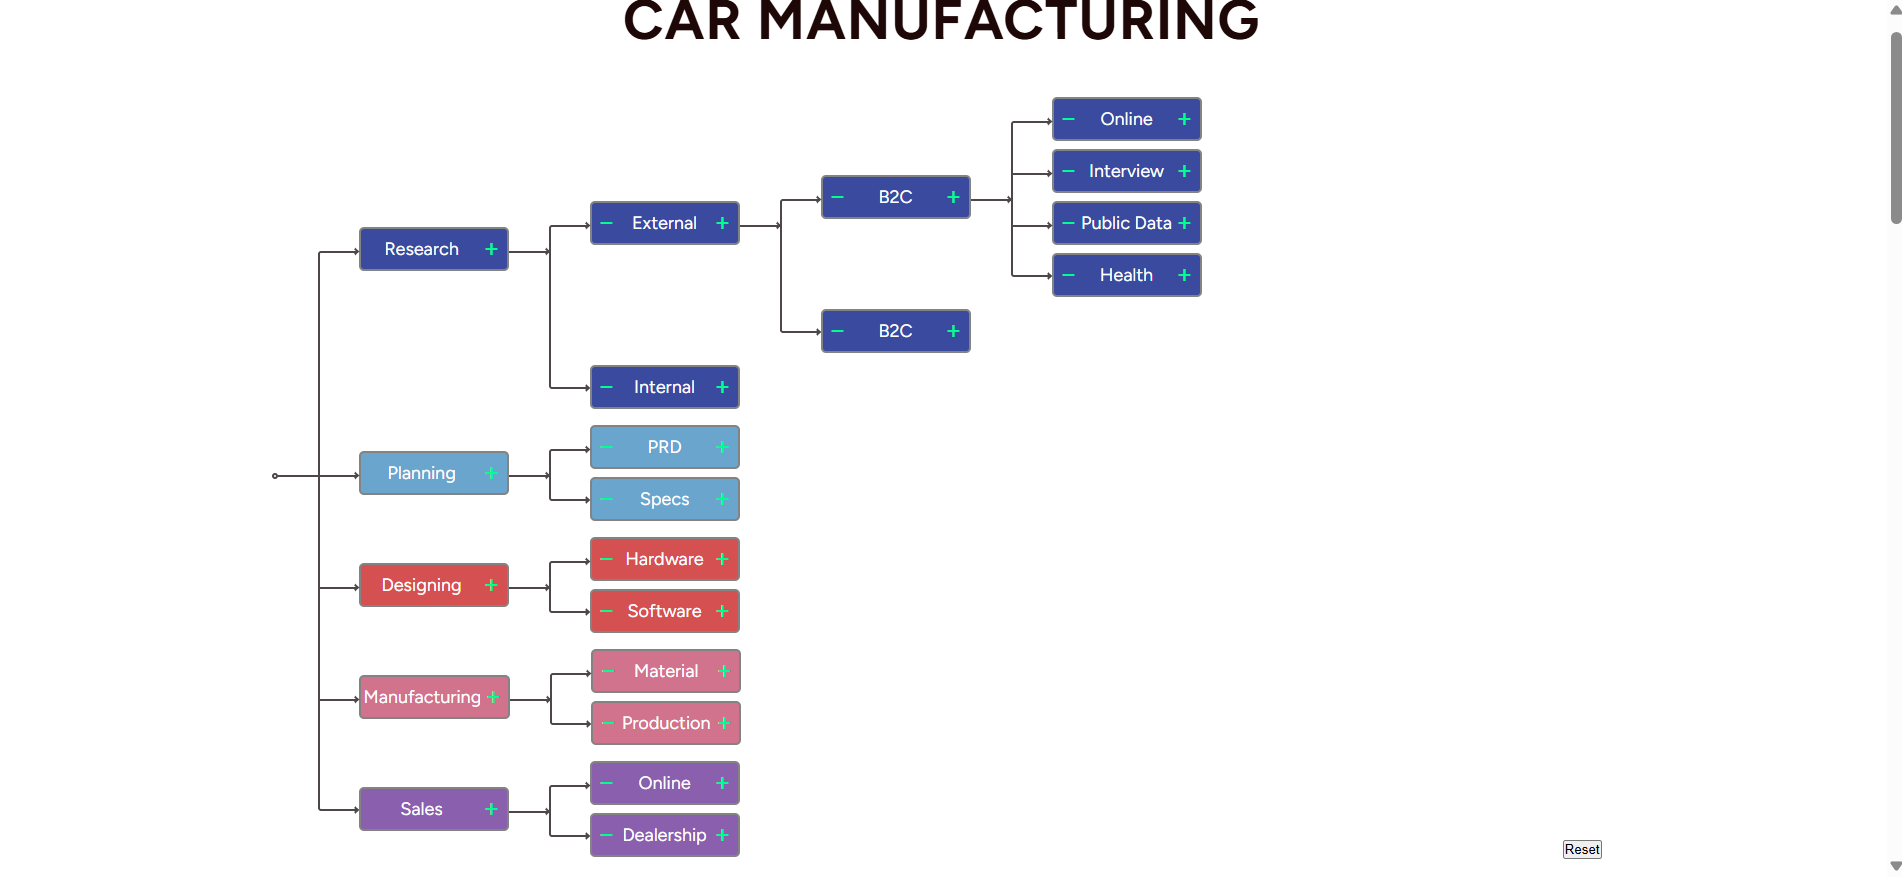 CAR MANUFACTURING
− Online +
− Interview +
− B2C +
− Public Data +
− External +
Research +
− Health +
− B2C +
− Internal +
− PRD +
Planning +
− Specs +
− Hardware +
Designing +
− Software +
− Material +
Manufacturing +
− Production +
− Online +
Sales +
− Dealership +
Reset